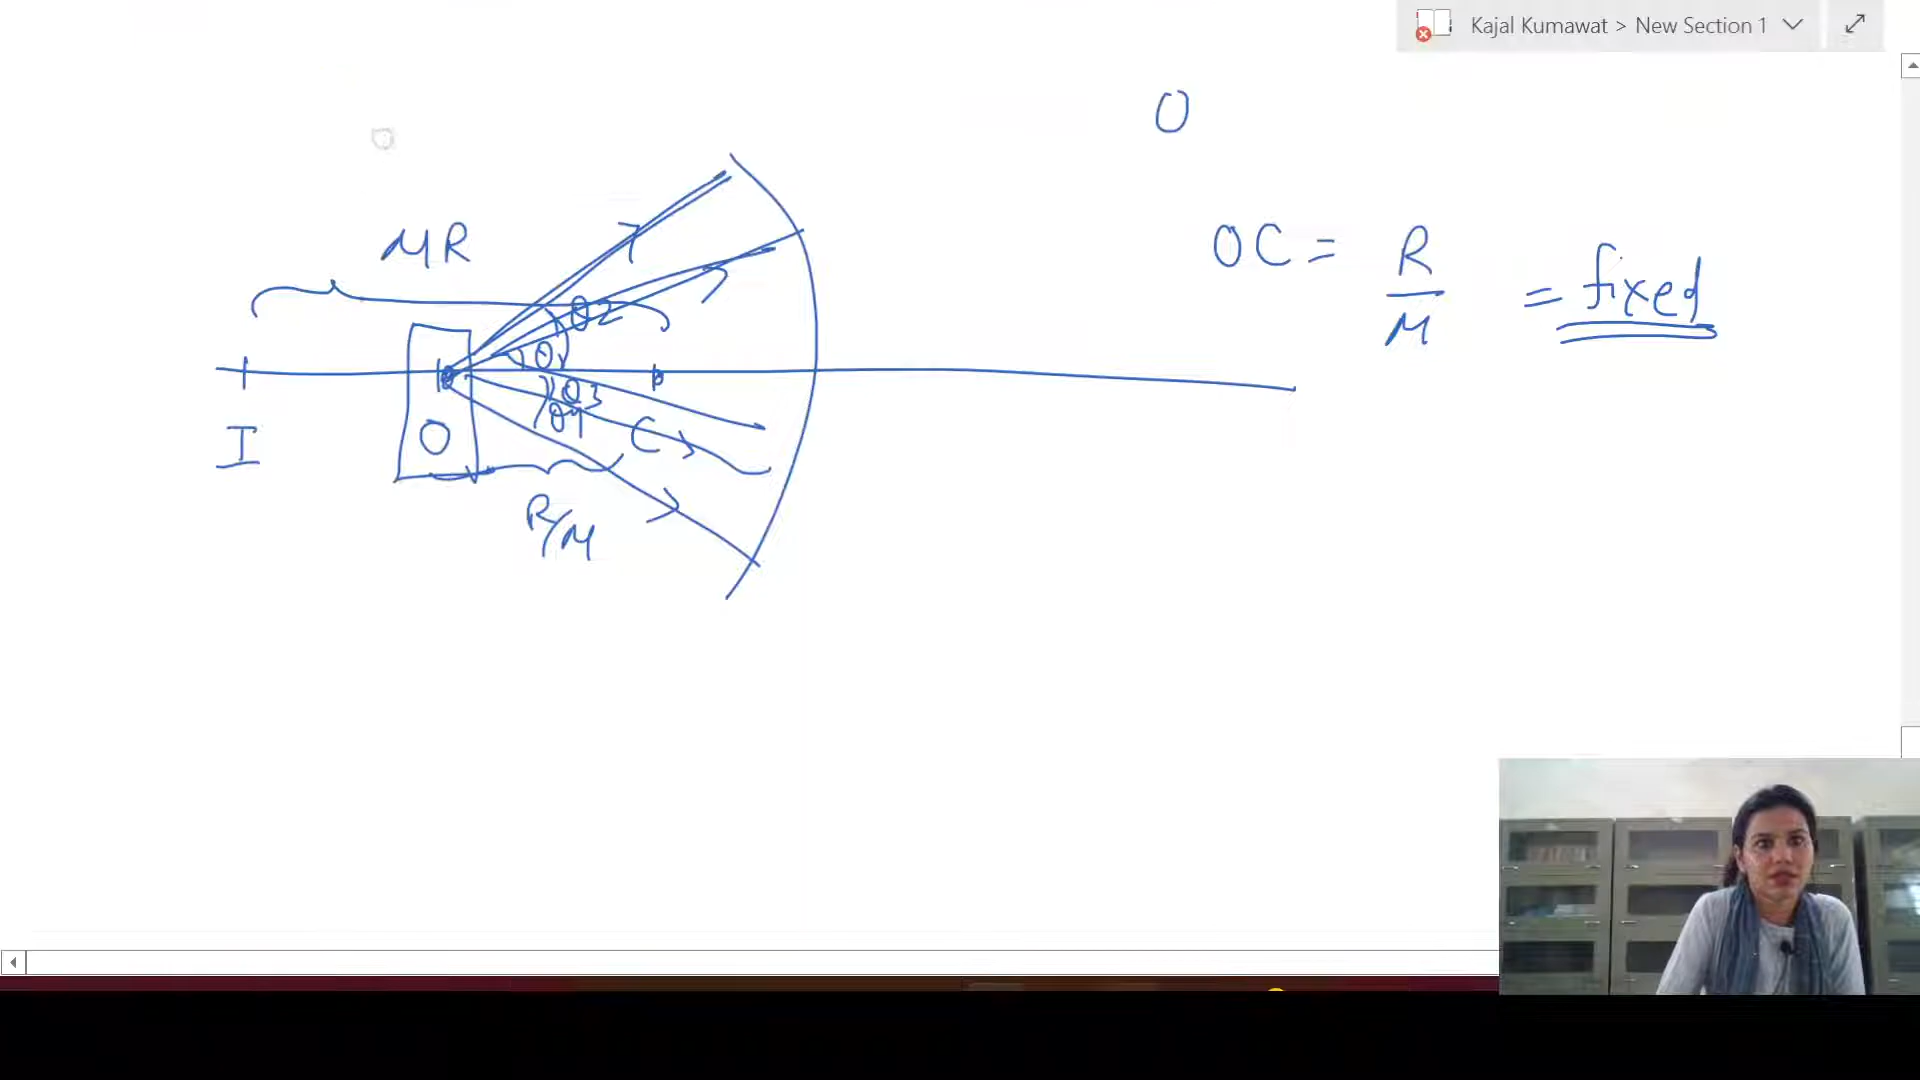 Kajal Kumawat > New Section 1
O
μR
OC = R/μ = fixed
θ2
θ1
θ3
θ4
I
O
C
R/μ